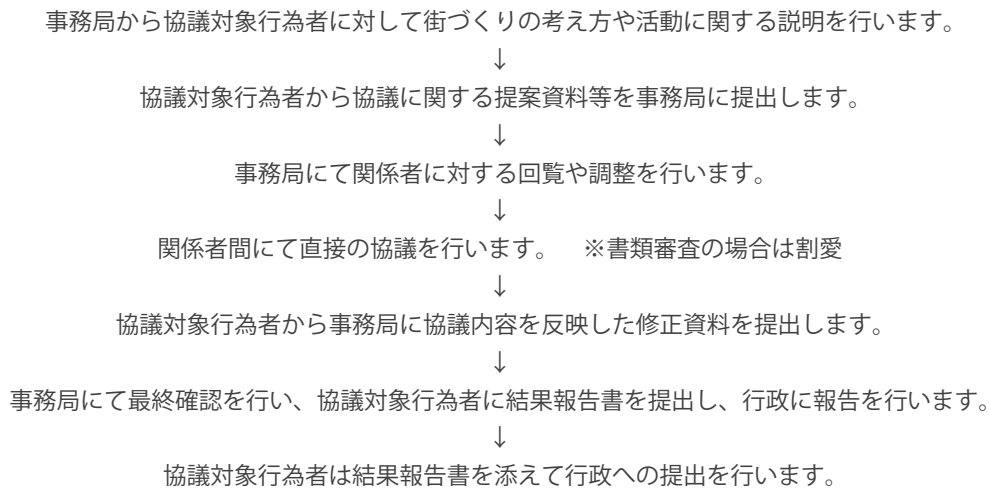 事務局から協議対象行為者に対して街づくりの考え方や活動に関する説明を行います。
↓
協議対象行為者から協議に関する提案資料等を事務局に提出します。
↓
事務局にて関係者に対する回覧や調整を行います。
↓
関係者間にて直接の協議を行います。　※書類審査の場合は割愛
↓
協議対象行為者から事務局に協議内容を反映した修正資料を提出します。
↓
事務局にて最終確認を行い、協議対象行為者に結果報告書を提出し、行政に報告を行います。
↓
協議対象行為者は結果報告書を添えて行政への提出を行います。